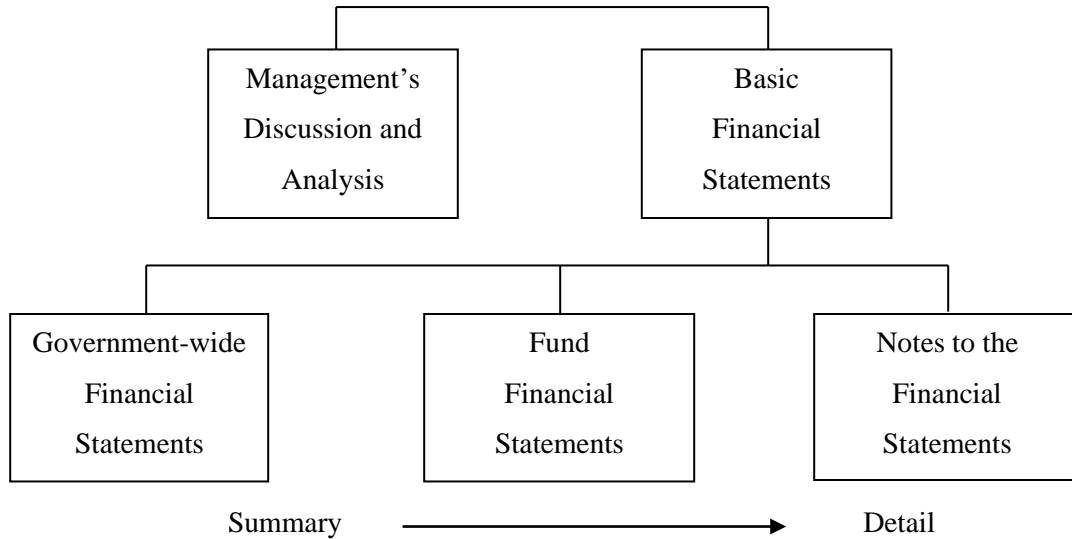 Management’s
Discussion and
Analysis
Basic
Financial
Statements
Government-wide
Financial
Statements
Fund
Financial
Statements
Notes to the
Financial
Statements
Summary
Detail